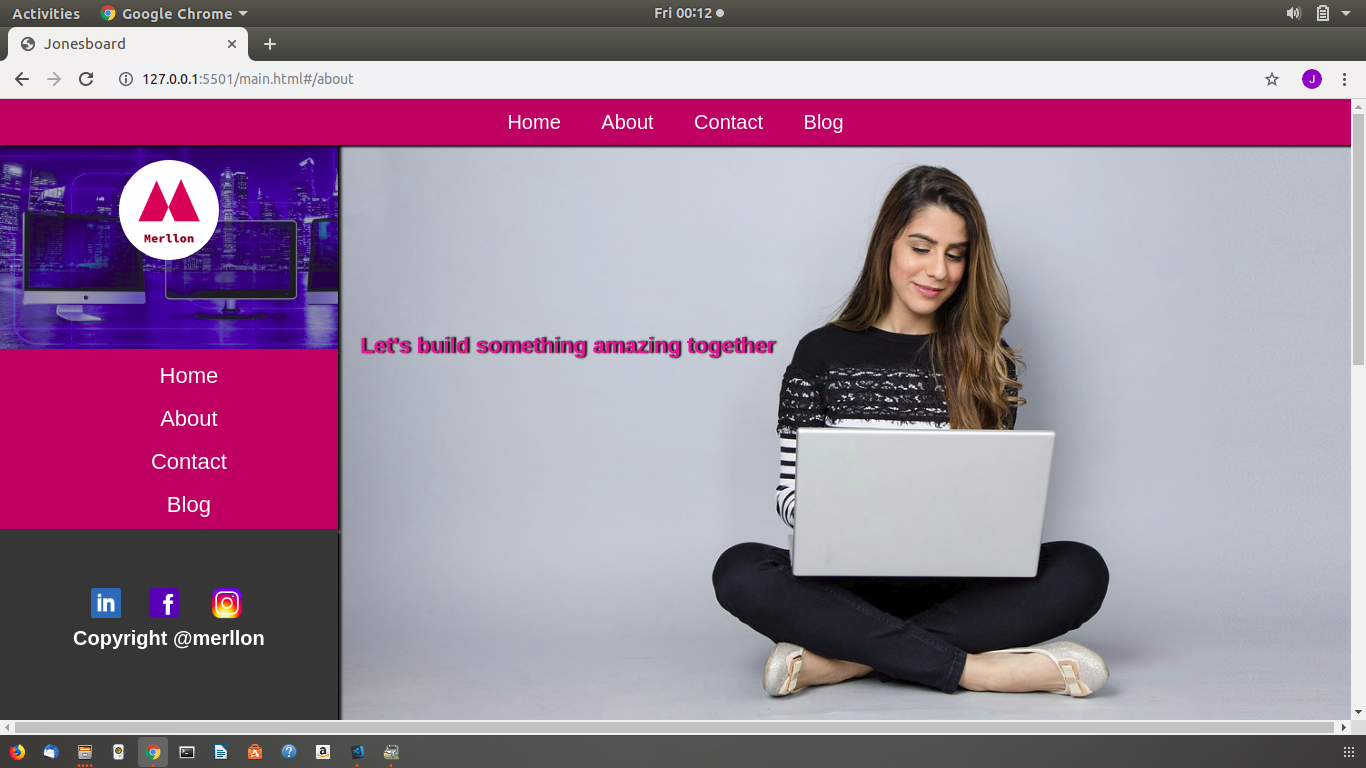 Activities Google Chrome Fri 00:12
Jonesboard
127.0.0.1:5501/main.html#/about J
Home About Contact Blog
Merllon
Let's build something amazing together
Home
About
Contact
Blog
in f
Copyright @merllon